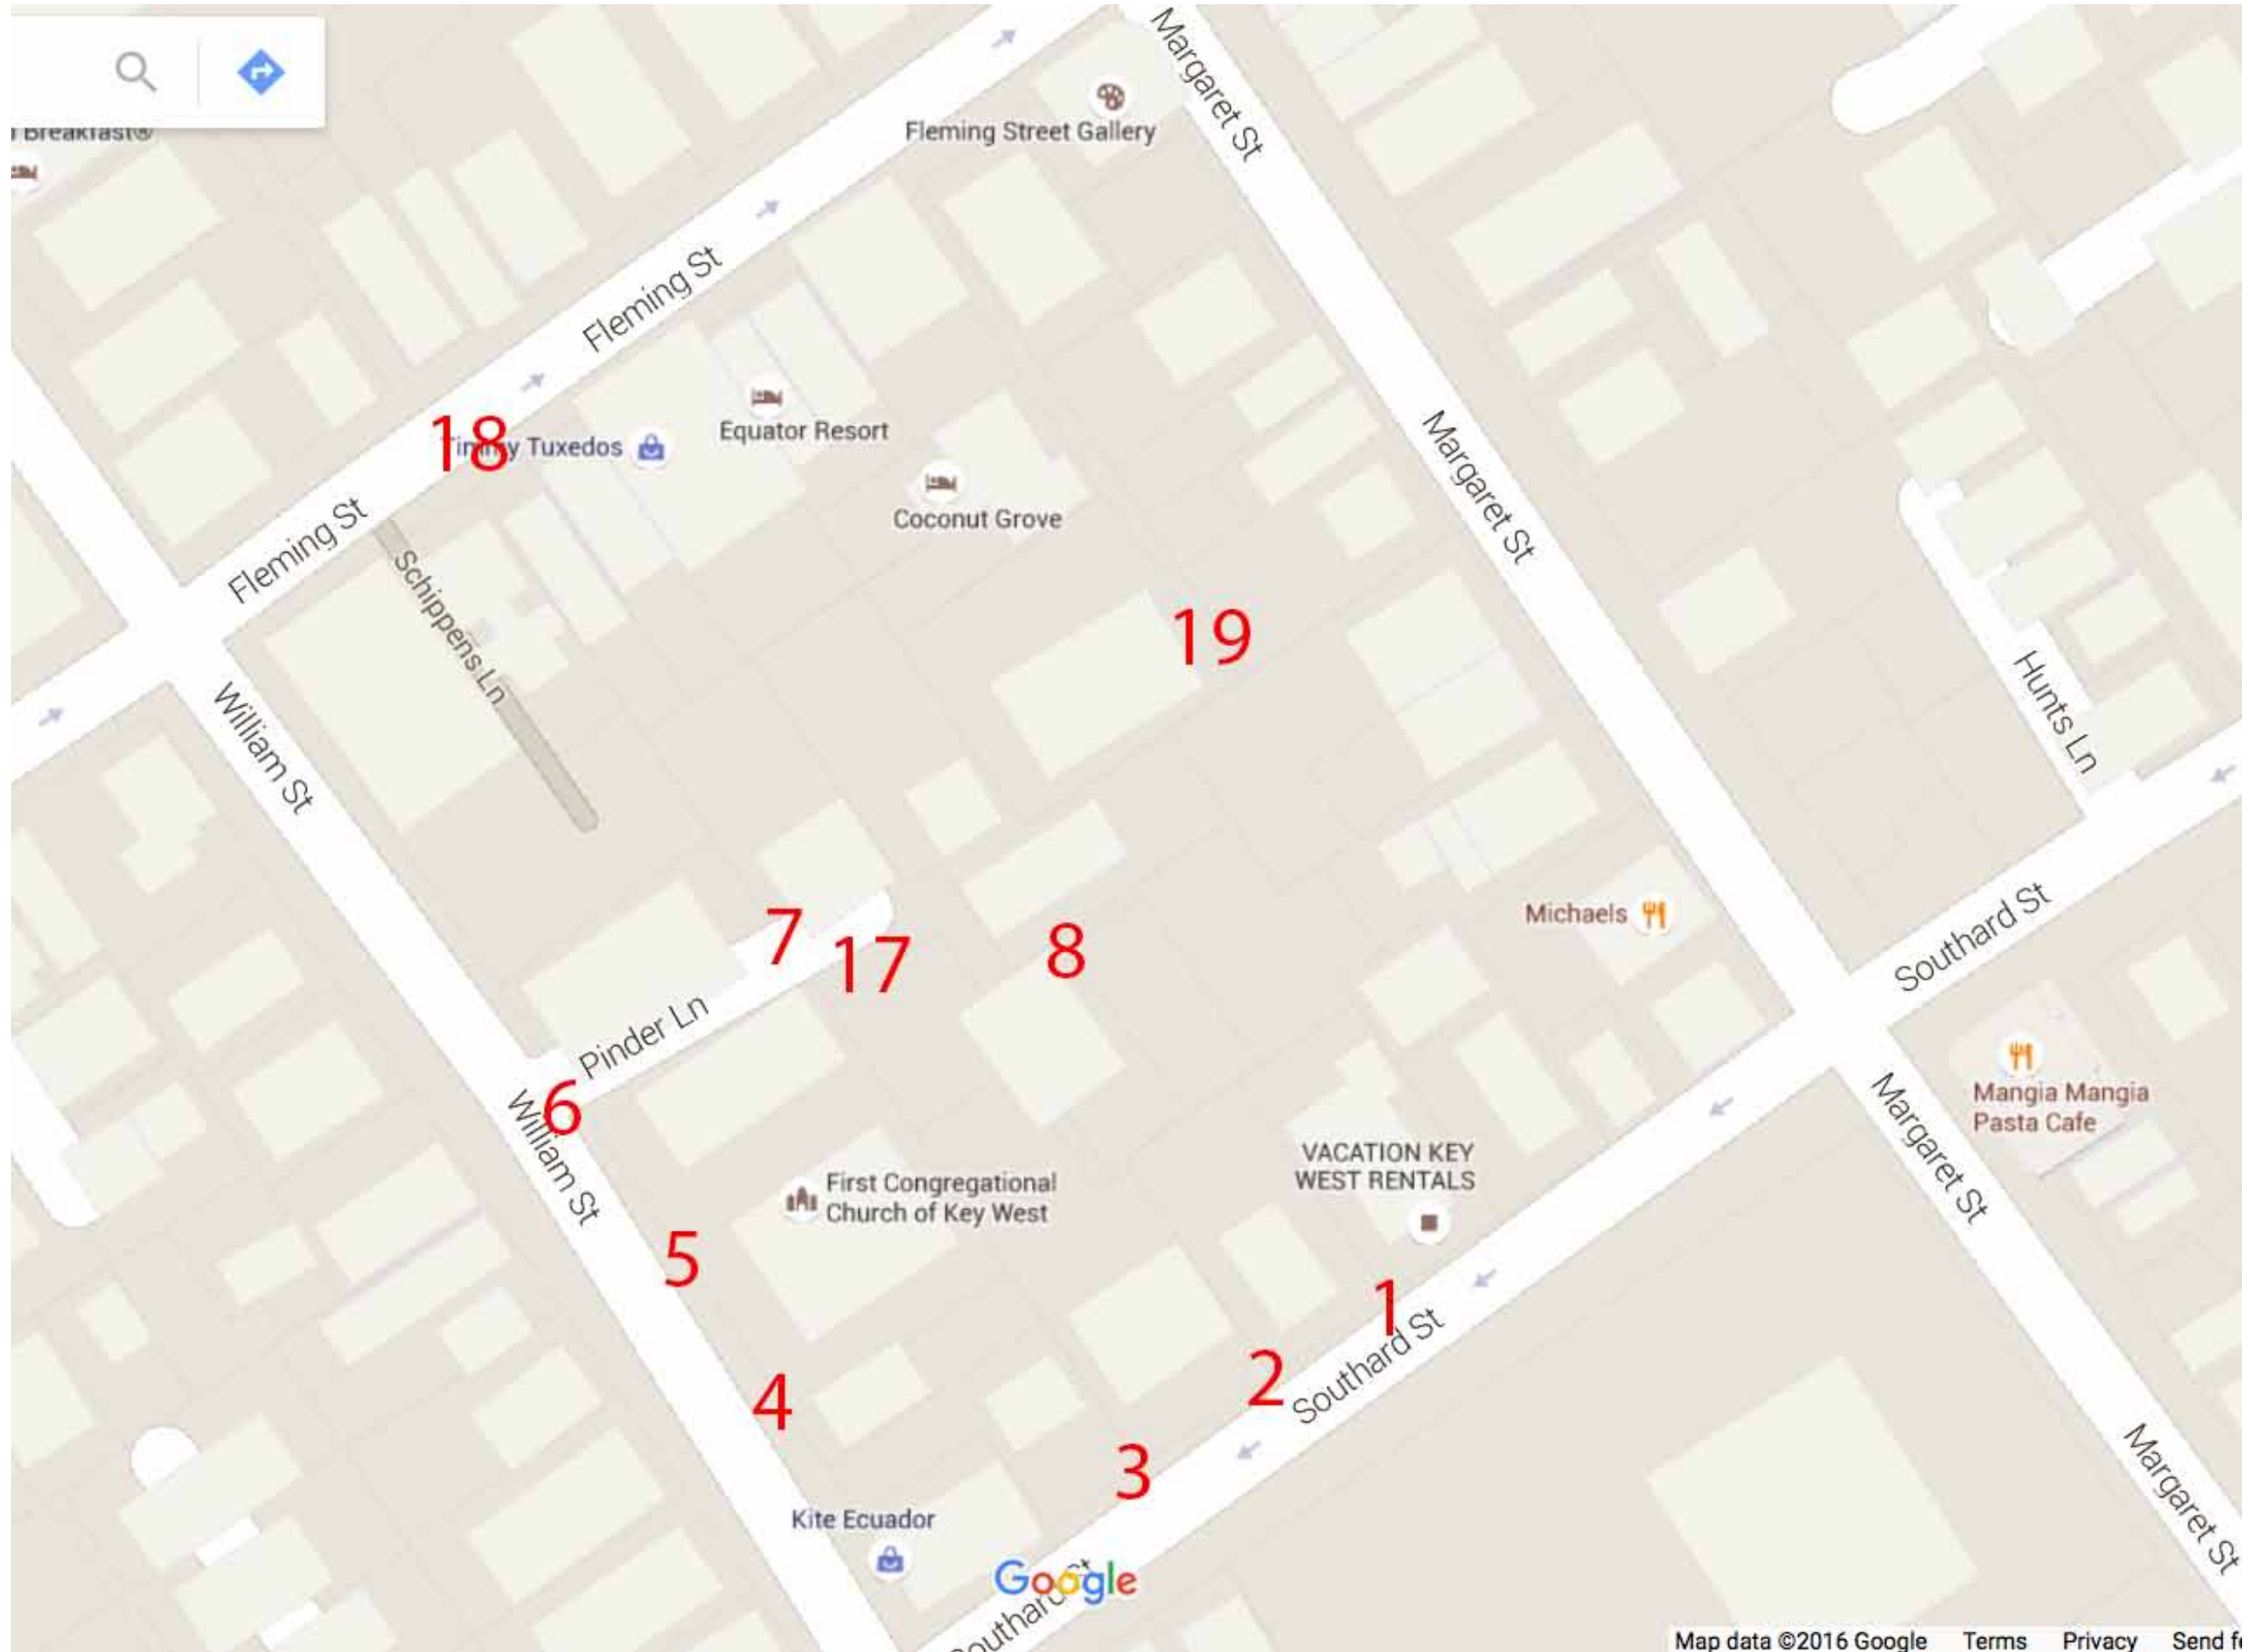 Breakfast®
Margaret St
Fleming Street Gallery
Fleming St
18
Timmy Tuxedos
Equator Resort
Coconut Grove
Margaret St
Fleming St
Schippens Ln
19
William St
Hunts Ln
Michaels
7
17
8
Southard St
Pinder Ln
6
William St
Mangia Mangia
Pasta Cafe
Margaret St
VACATION KEY
WEST RENTALS
First Congregational
Church of Key West
5
1
Southard St
2
4
3
Kite Ecuador
Margaret St
Google
Southard St
Map data ©2016 Google Terms Privacy Send